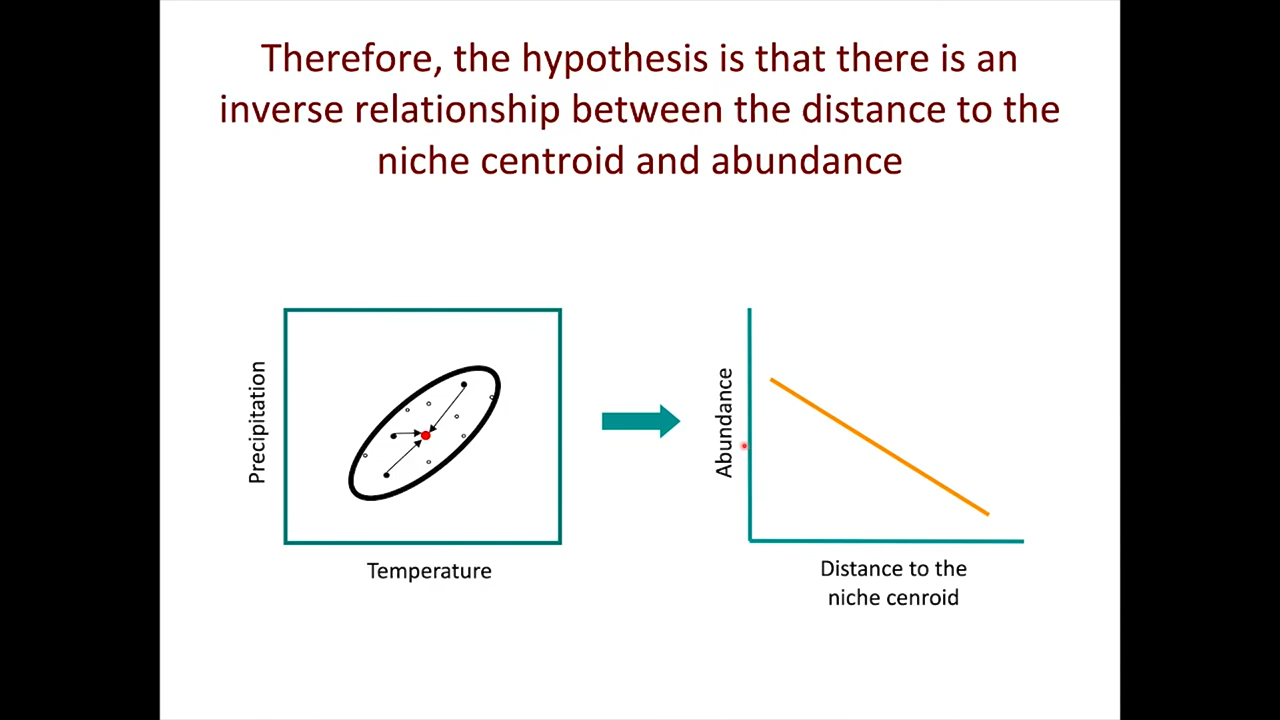 Therefore, the hypothesis is that there is an
inverse relationship between the distance to the
niche centroid and abundance
Precipitation
Temperature
Abundance
Distance to the
niche cenroid